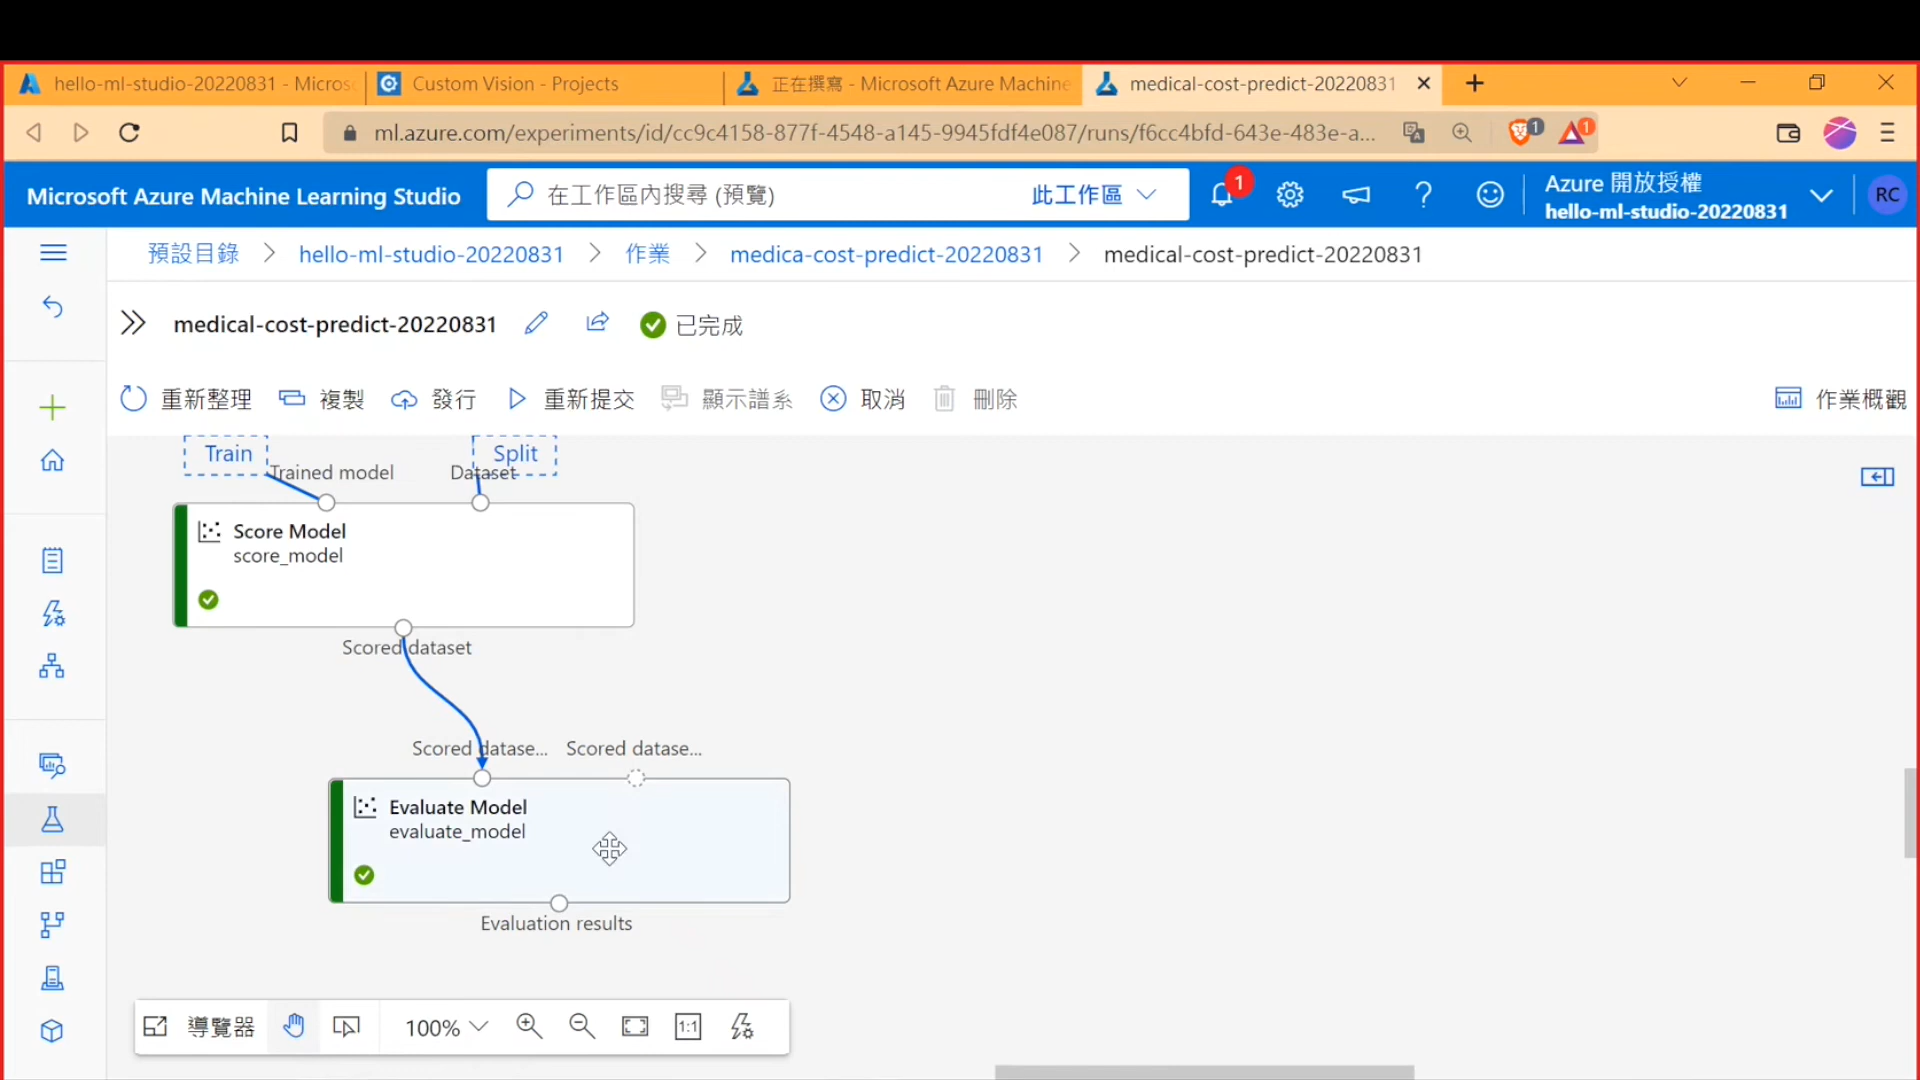 hello-ml-studio-20220831 - Micros
Custom Vision - Projects
正在撰寫 - Microsoft Azure Machine
medical-cost-predict-20220831
ml.azure.com/experiments/id/cc9c4158-877f-4548-a145-9945fdf4e087/runs/f6cc4bfd-643e-483e-a...
1
1
Microsoft Azure Machine Learning Studio
在工作區內搜尋 (預覽)
此工作區
1
Azure 開放授權
hello-ml-studio-20220831
RC
預設目錄 > hello-ml-studio-20220831 > 作業 > medica-cost-predict-20220831 > medical-cost-predict-20220831
medical-cost-predict-20220831
已完成
重新整理
複製
發行
重新提交
顯示譜系
取消
刪除
作業概觀
Train
Split
Trained model
Dataset
Score Model
score_model
Scored dataset
Scored datase...
Scored datase...
Evaluate Model
evaluate_model
Evaluation results
導覽器
100%
1:1